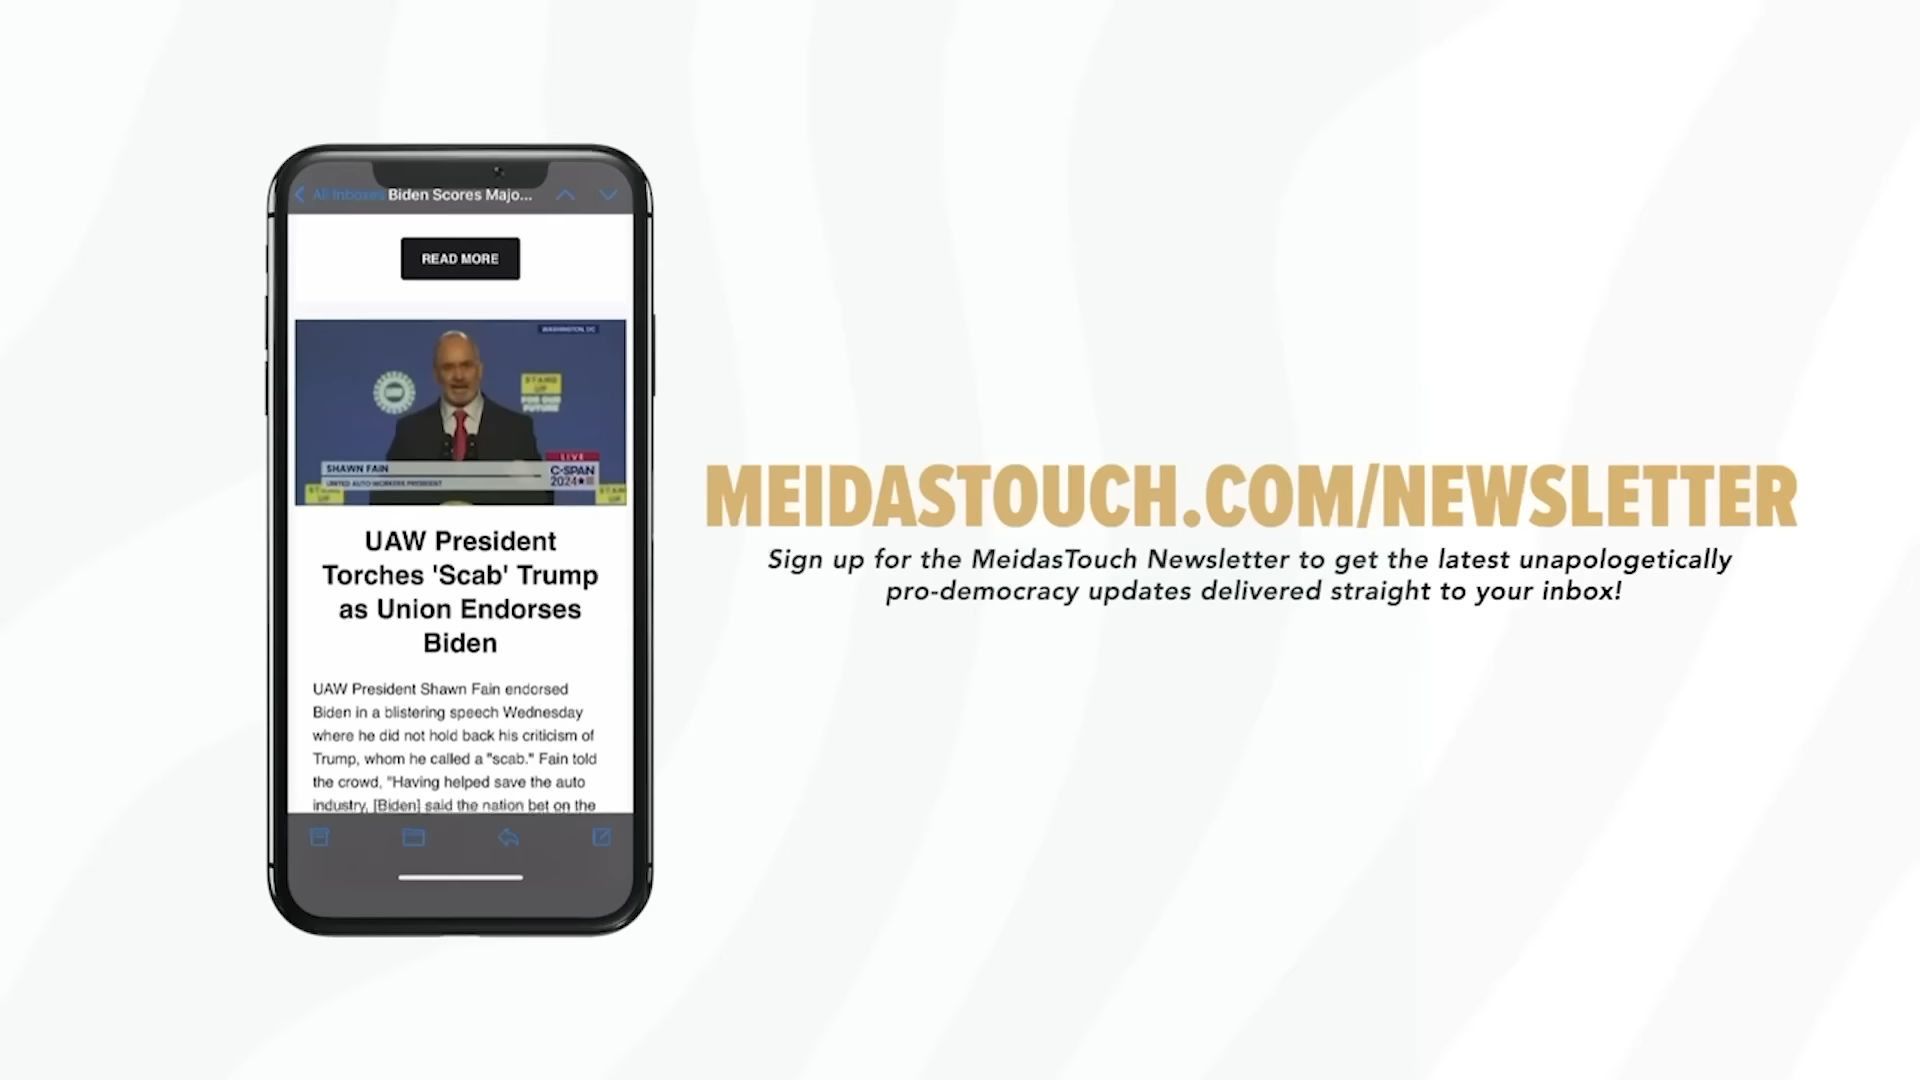 All Inboxes Biden Scores Majo...
READ MORE
WASHINGTON, DC
STAND
UP
FOR OUR
FUTURE
LIVE
SHAWN FAIN
UNITED AUTO WORKERS PRESIDENT
C-SPAN
2024
UP
UP
UAW President
Torches 'Scab' Trump
as Union Endorses
Biden
UAW President Shawn Fain endorsed
Biden in a blistering speech Wednesday
where he did not hold back his criticism of
Trump, whom he called a "scab." Fain told
the crowd, "Having helped save the auto
industry, [Biden] said the nation bet on the
MEIDASTOUCH.COM/NEWSLETTER
Sign up for the MeidasTouch Newsletter to get the latest unapologetically
pro-democracy updates delivered straight to your inbox!